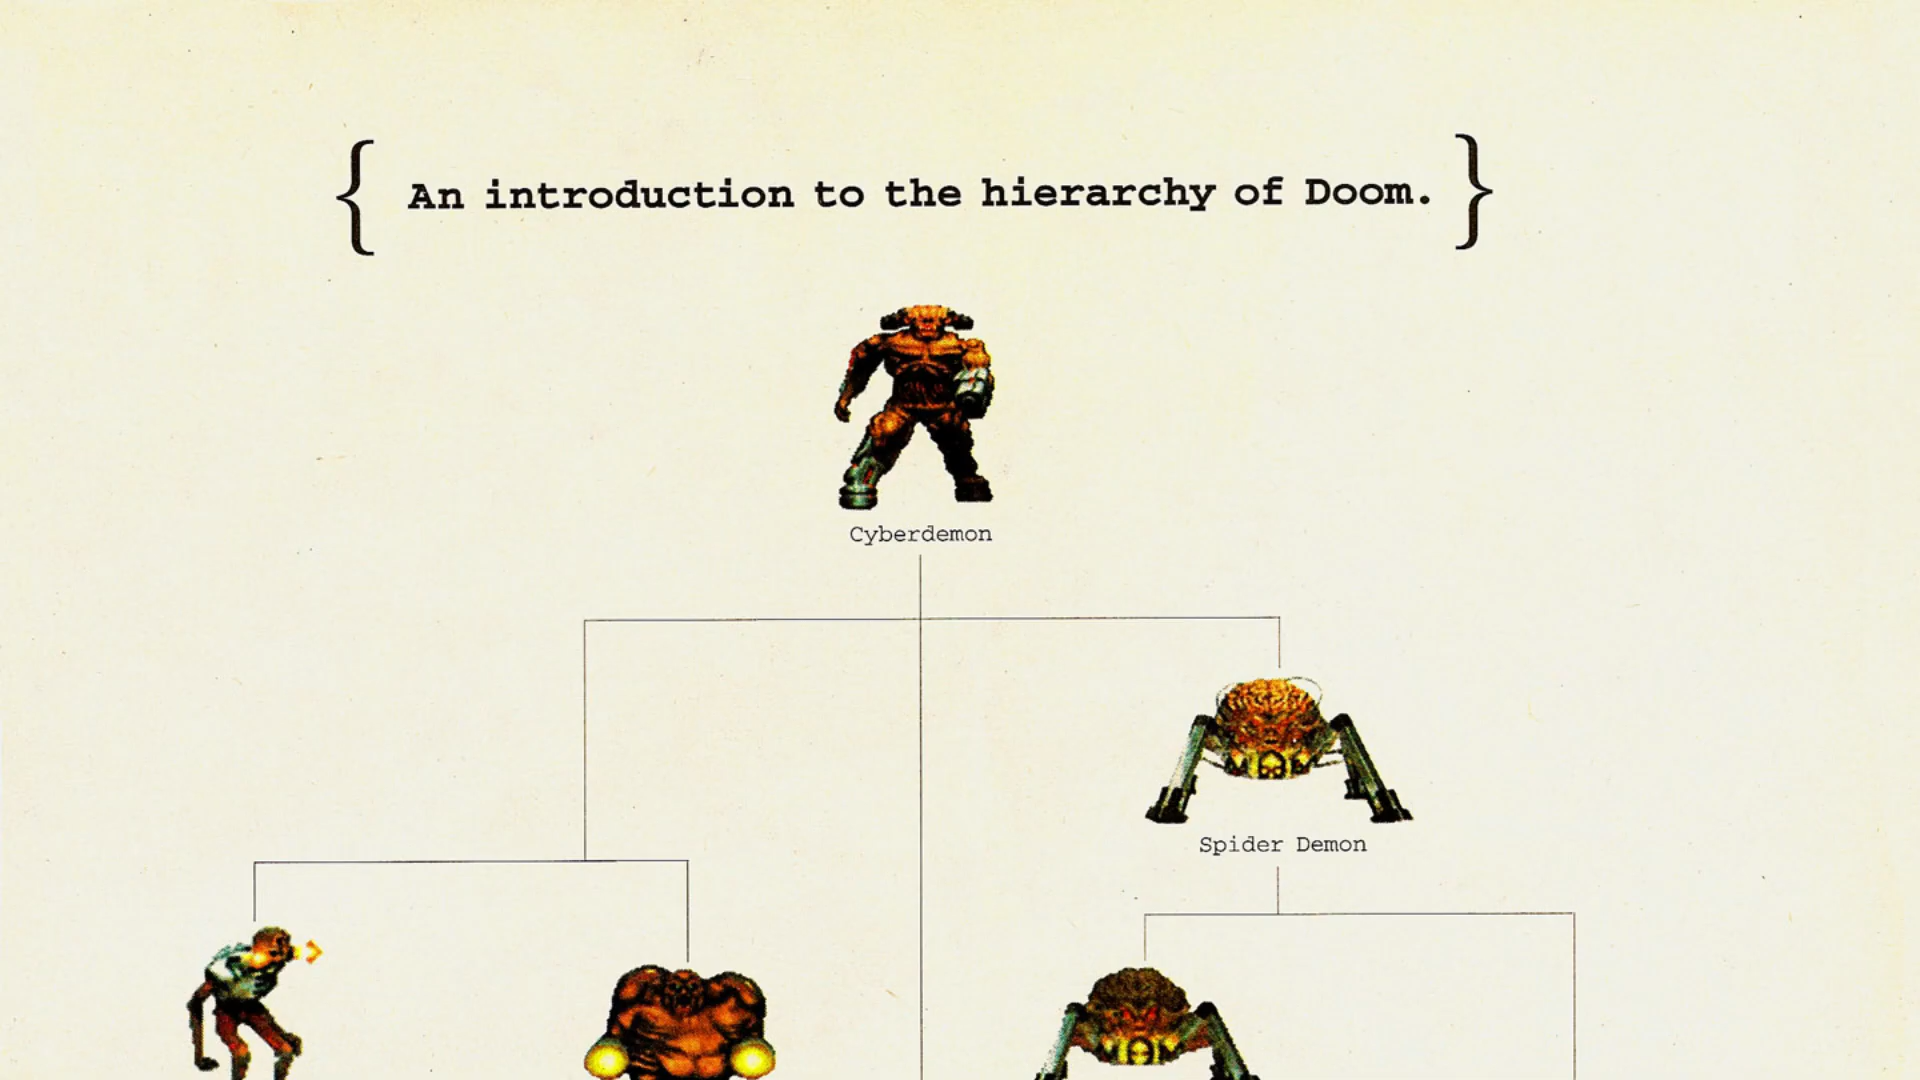 { An introduction to the hierarchy of Doom. }
Cyberdemon
Spider Demon